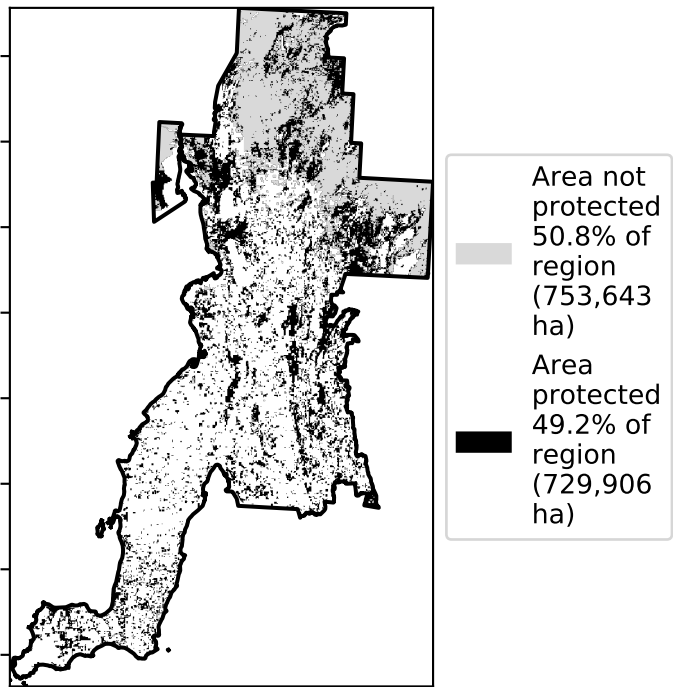 Area not
protected
50.8% of
region
(753,643
ha)
Area
protected
49.2% of
region
(729,906
ha)